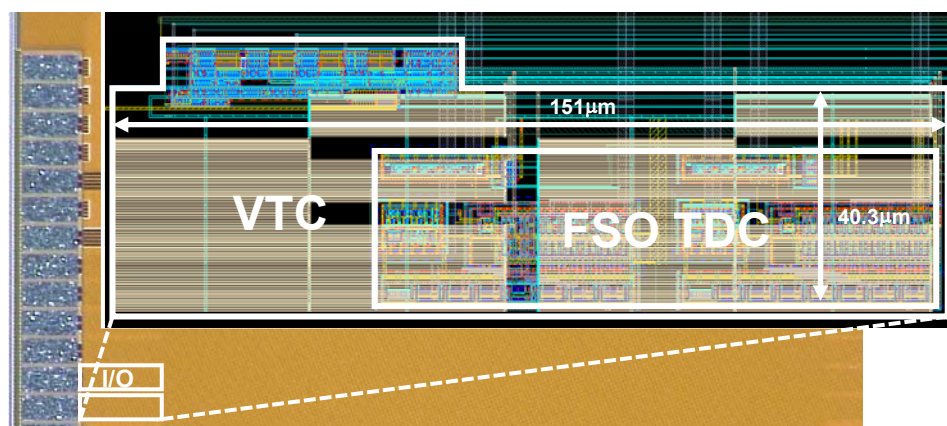 151µm
VTC
FSO TDC
40.3µm
I/O